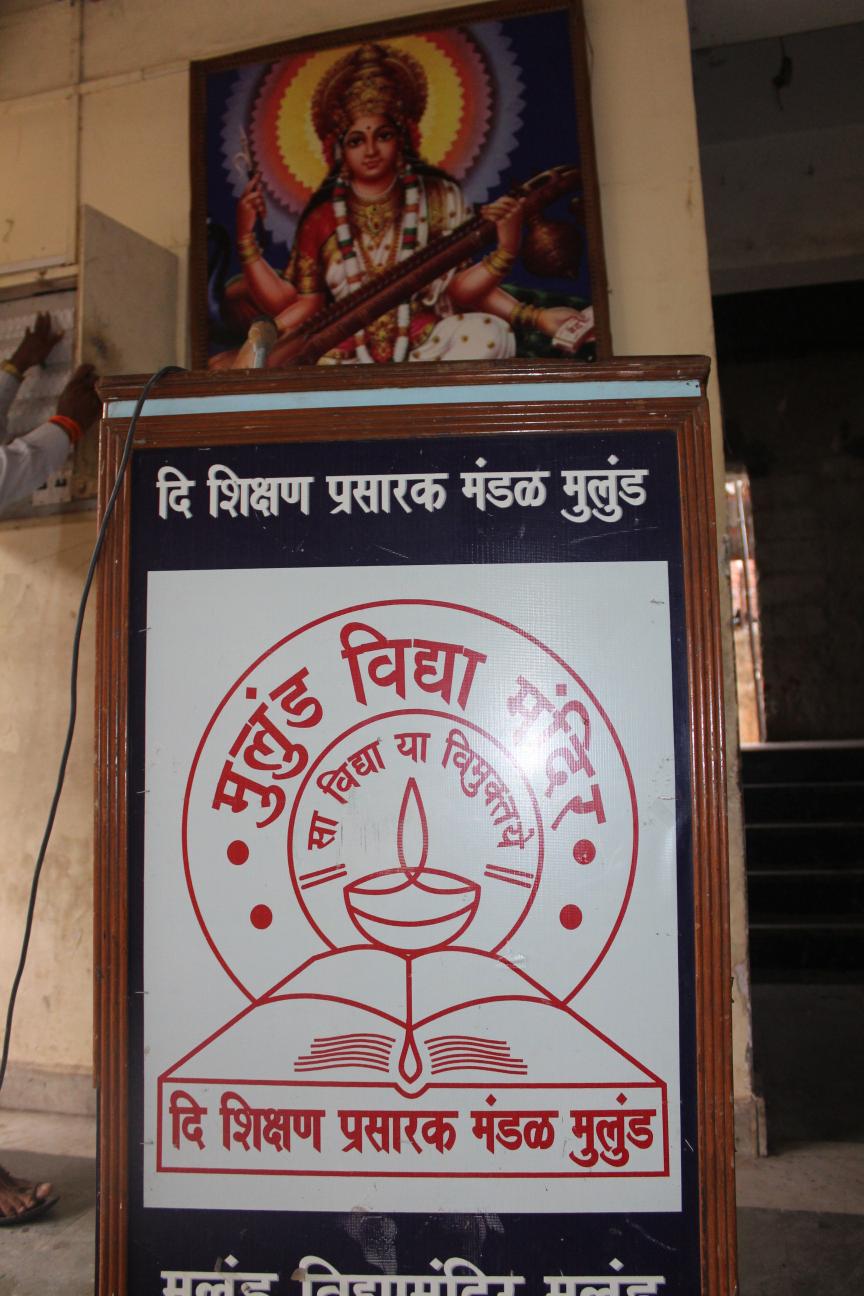 दि शिक्षण प्रसारक मंडळ मुलुंड
मुलुंड विद्या मंदिर
सा विद्या या विमुक्तये
दि शिक्षण प्रसारक मंडळ मुलुंड
मुलुंड विद्यामंदिर मुलुंड